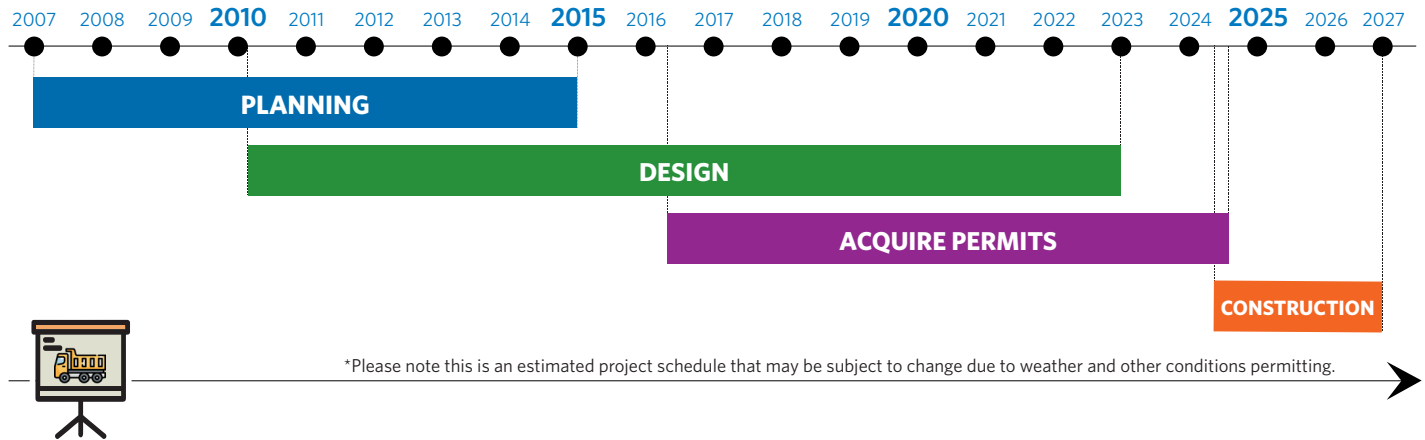 2007 2008 2009 2010 2011 2012 2013 2014 2015 2016 2017 2018 2019 2020 2021 2022 2023 2024 2025 2026 2027
PLANNING
DESIGN
ACQUIRE PERMITS
CONSTRUCTION
*Please note this is an estimated project schedule that may be subject to change due to weather and other conditions permitting.